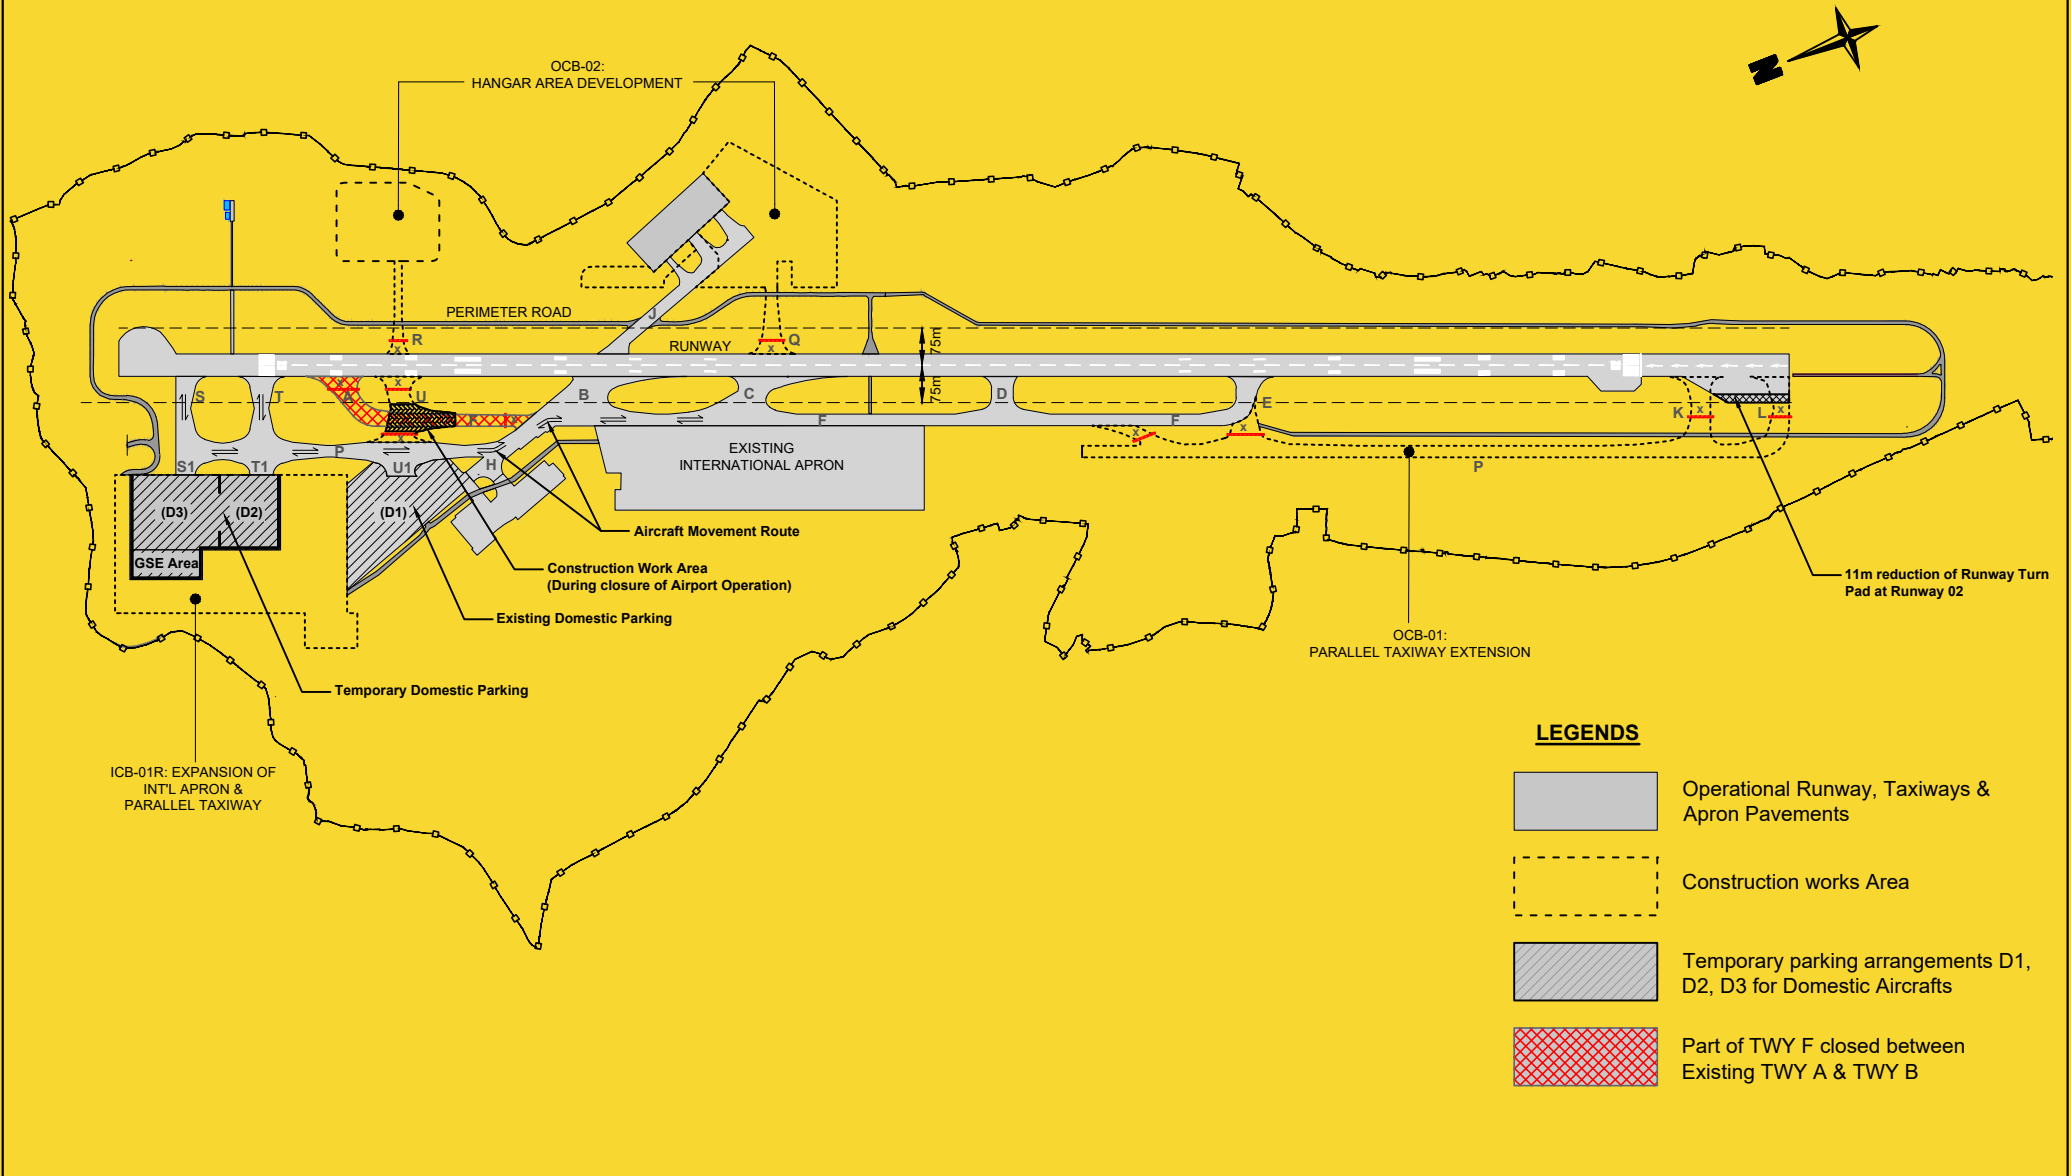 N
OCB-02:
HANGAR AREA DEVELOPMENT
PERIMETER ROAD
J
R
x
RUNWAY
Q
x
75m
75m
S
T
x
A
x
U
B
C
D
E
F
x
F
F
x
x
x
K
x
L
x
P
H
S1
T1
U1
P
EXISTING
INTERNATIONAL APRON
(D3)
(D2)
(D1)
GSE Area
Aircraft Movement Route
Construction Work Area
(During closure of Airport Operation)
Existing Domestic Parking
Temporary Domestic Parking
11m reduction of Runway Turn
Pad at Runway 02
OCB-01:
PARALLEL TAXIWAY EXTENSION
ICB-01R: EXPANSION OF
INT'L APRON &
PARALLEL TAXIWAY
LEGENDS
Operational Runway, Taxiways &
Apron Pavements
Construction works Area
Temporary parking arrangements D1,
D2, D3 for Domestic Aircrafts
Part of TWY F closed between
Existing TWY A & TWY B